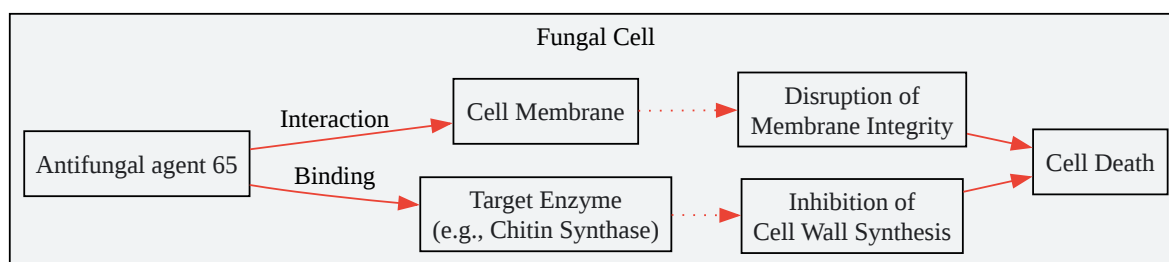 Fungal Cell
Antifungal agent 65
Interaction
Binding
Cell Membrane
Target Enzyme
(e.g., Chitin Synthase)
Disruption of
Membrane Integrity
Inhibition of
Cell Wall Synthesis
Cell Death